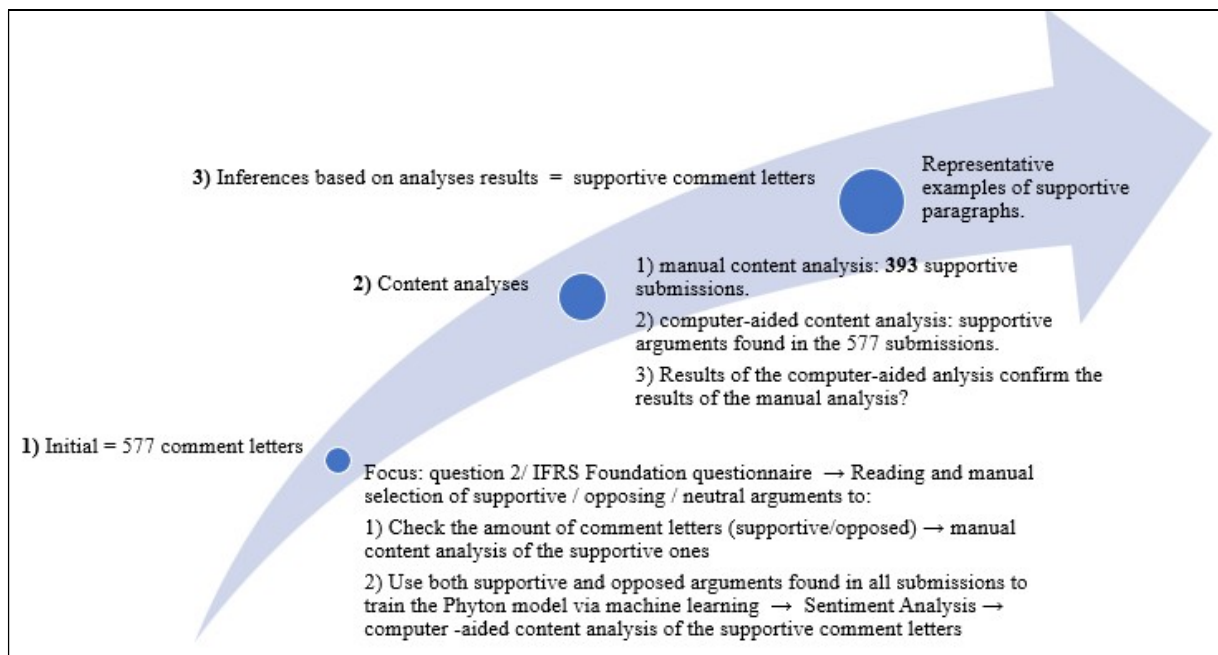 3) Inferences based on analyses results = supportive comment letters
Representative
examples of supportive
paragraphs.
2) Content analyses
1) manual content analysis: 393 supportive
submissions.
2) computer-aided content analysis: supportive
arguments found in the 577 submissions.
3) Results of the computer-aided anlysis confirm the
results of the manual analysis?
1) Initial = 577 comment letters
Focus: question 2/ IFRS Foundation questionnaire → Reading and manual
selection of supportive / opposing / neutral arguments to:
1) Check the amount of comment letters (supportive/opposed) → manual
content analysis of the supportive ones
2) Use both supportive and opposed arguments found in all submissions to
train the Phyton model via machine learning → Sentiment Analysis →
computer -aided content analysis of the supportive comment letters